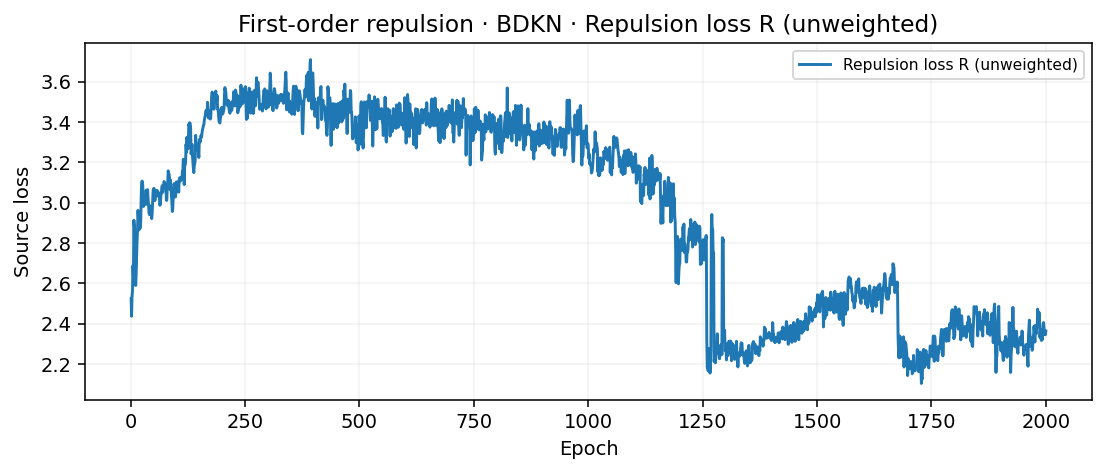 First-order repulsion · BDKN · Repulsion loss R (unweighted)
Repulsion loss R (unweighted)
3.6
3.4
3.2
3.0
2.8
2.6
2.4
2.2
Source loss
0 250 500 750 1000 1250 1500 1750 2000
Epoch